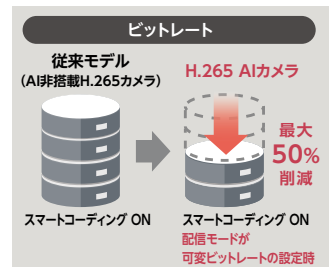 ビットレート
従来モデル
(AI非搭載H.265カメラ)
H.265 AIカメラ
最大
50%
削減
スマートコーディング ON
スマートコーディング ON
配信モードが
可変ビットレートの設定時